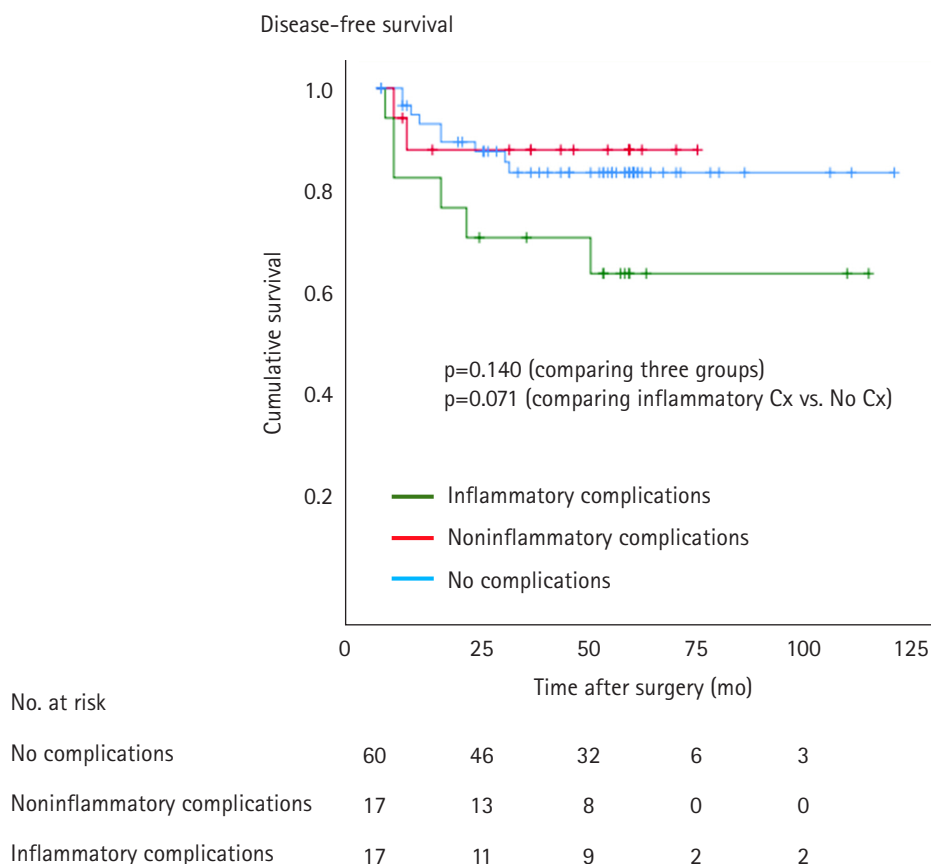 Disease-free survival
1.0
0.8
0.6
0.4
0.2
Cumulative survival
p=0.140 (comparing three groups)
p=0.071 (comparing inflammatory Cx vs. No Cx)
Inflammatory complications
Noninflammatory complications
No complications
0 25 50 75 100 125
Time after surgery (mo)
No. at risk
No complications 60 46 32 6 3
Noninflammatory complications 17 13 8 0 0
Inflammatory complications 17 11 9 2 2